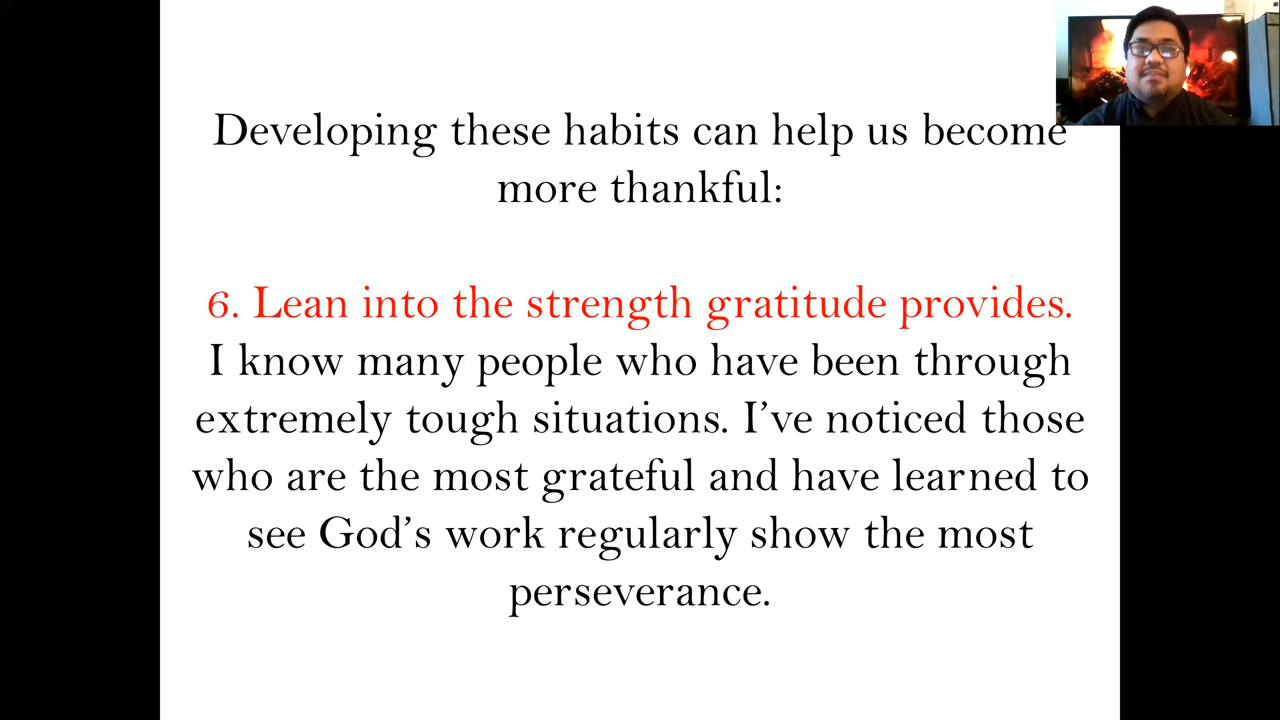 Developing these habits can help us become
more thankful:
6. Lean into the strength gratitude provides.
I know many people who have been through
extremely tough situations. I’ve noticed those
who are the most grateful and have learned to
see God’s work regularly show the most
perseverance.